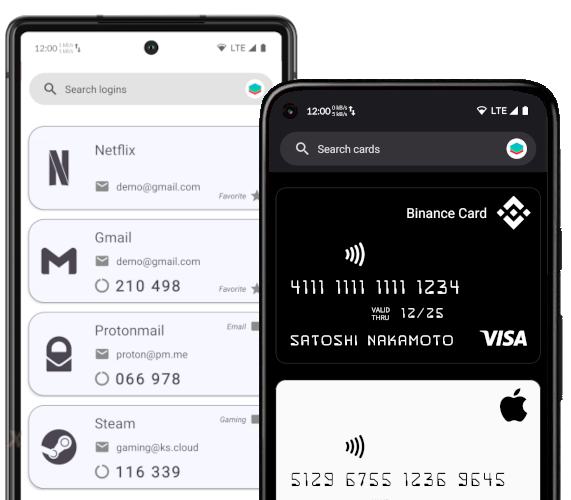 12:00
LTE
Search logins
Netflix
demo@gmail.com
Favorite
Gmail
demo@gmail.com
210 498
Favorite
Protonmail
Email
proton@pm.me
066 978
Steam
Gaming
gaming@ks.cloud
116 339
12:00
LTE
Search cards
Binance Card
4111 1111 1111 1234
VALID
THRU 12/25
SATOSHI NAKAMOTO VISA
5129 6755 1236 9645